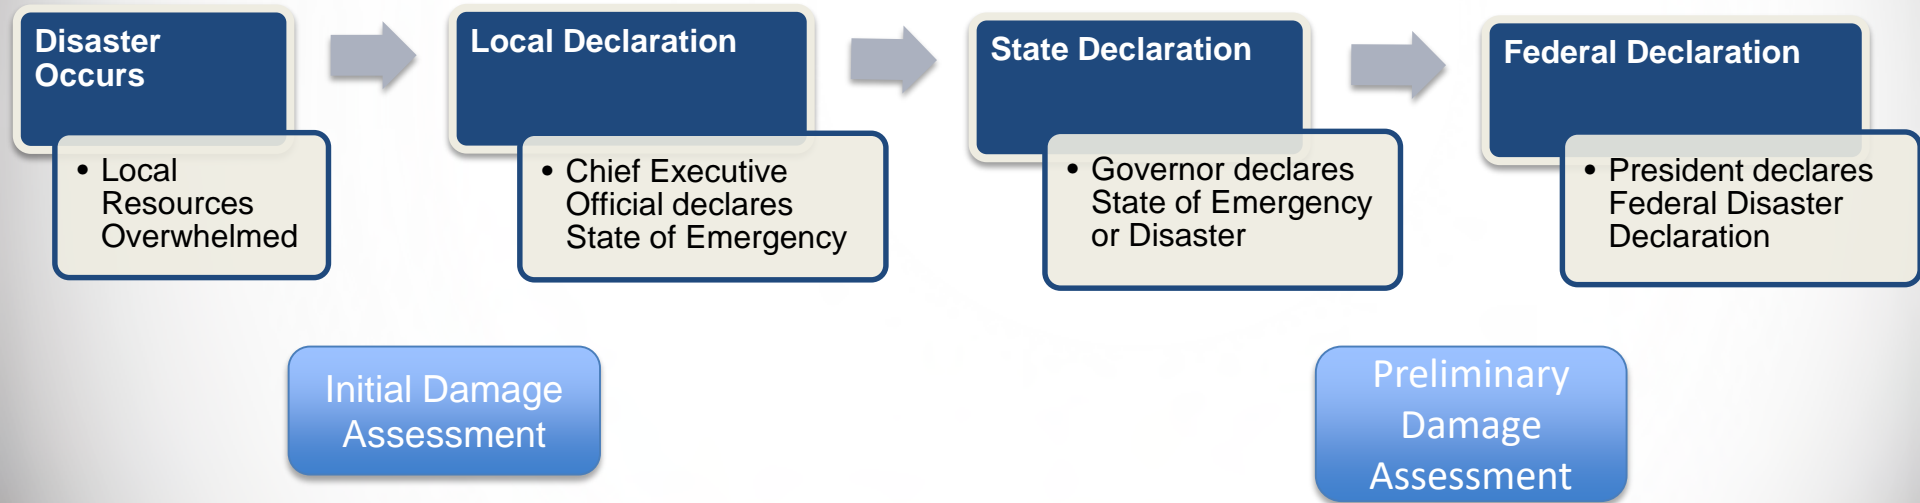 Disaster
Occurs
• Local
Resources
Overwhelmed
Local Declaration
• Chief Executive
Official declares
State of Emergency
State Declaration
• Governor declares
State of Emergency
or Disaster
Federal Declaration
• President declares
Federal Disaster
Declaration
Initial Damage
Assessment
Preliminary
Damage
Assessment